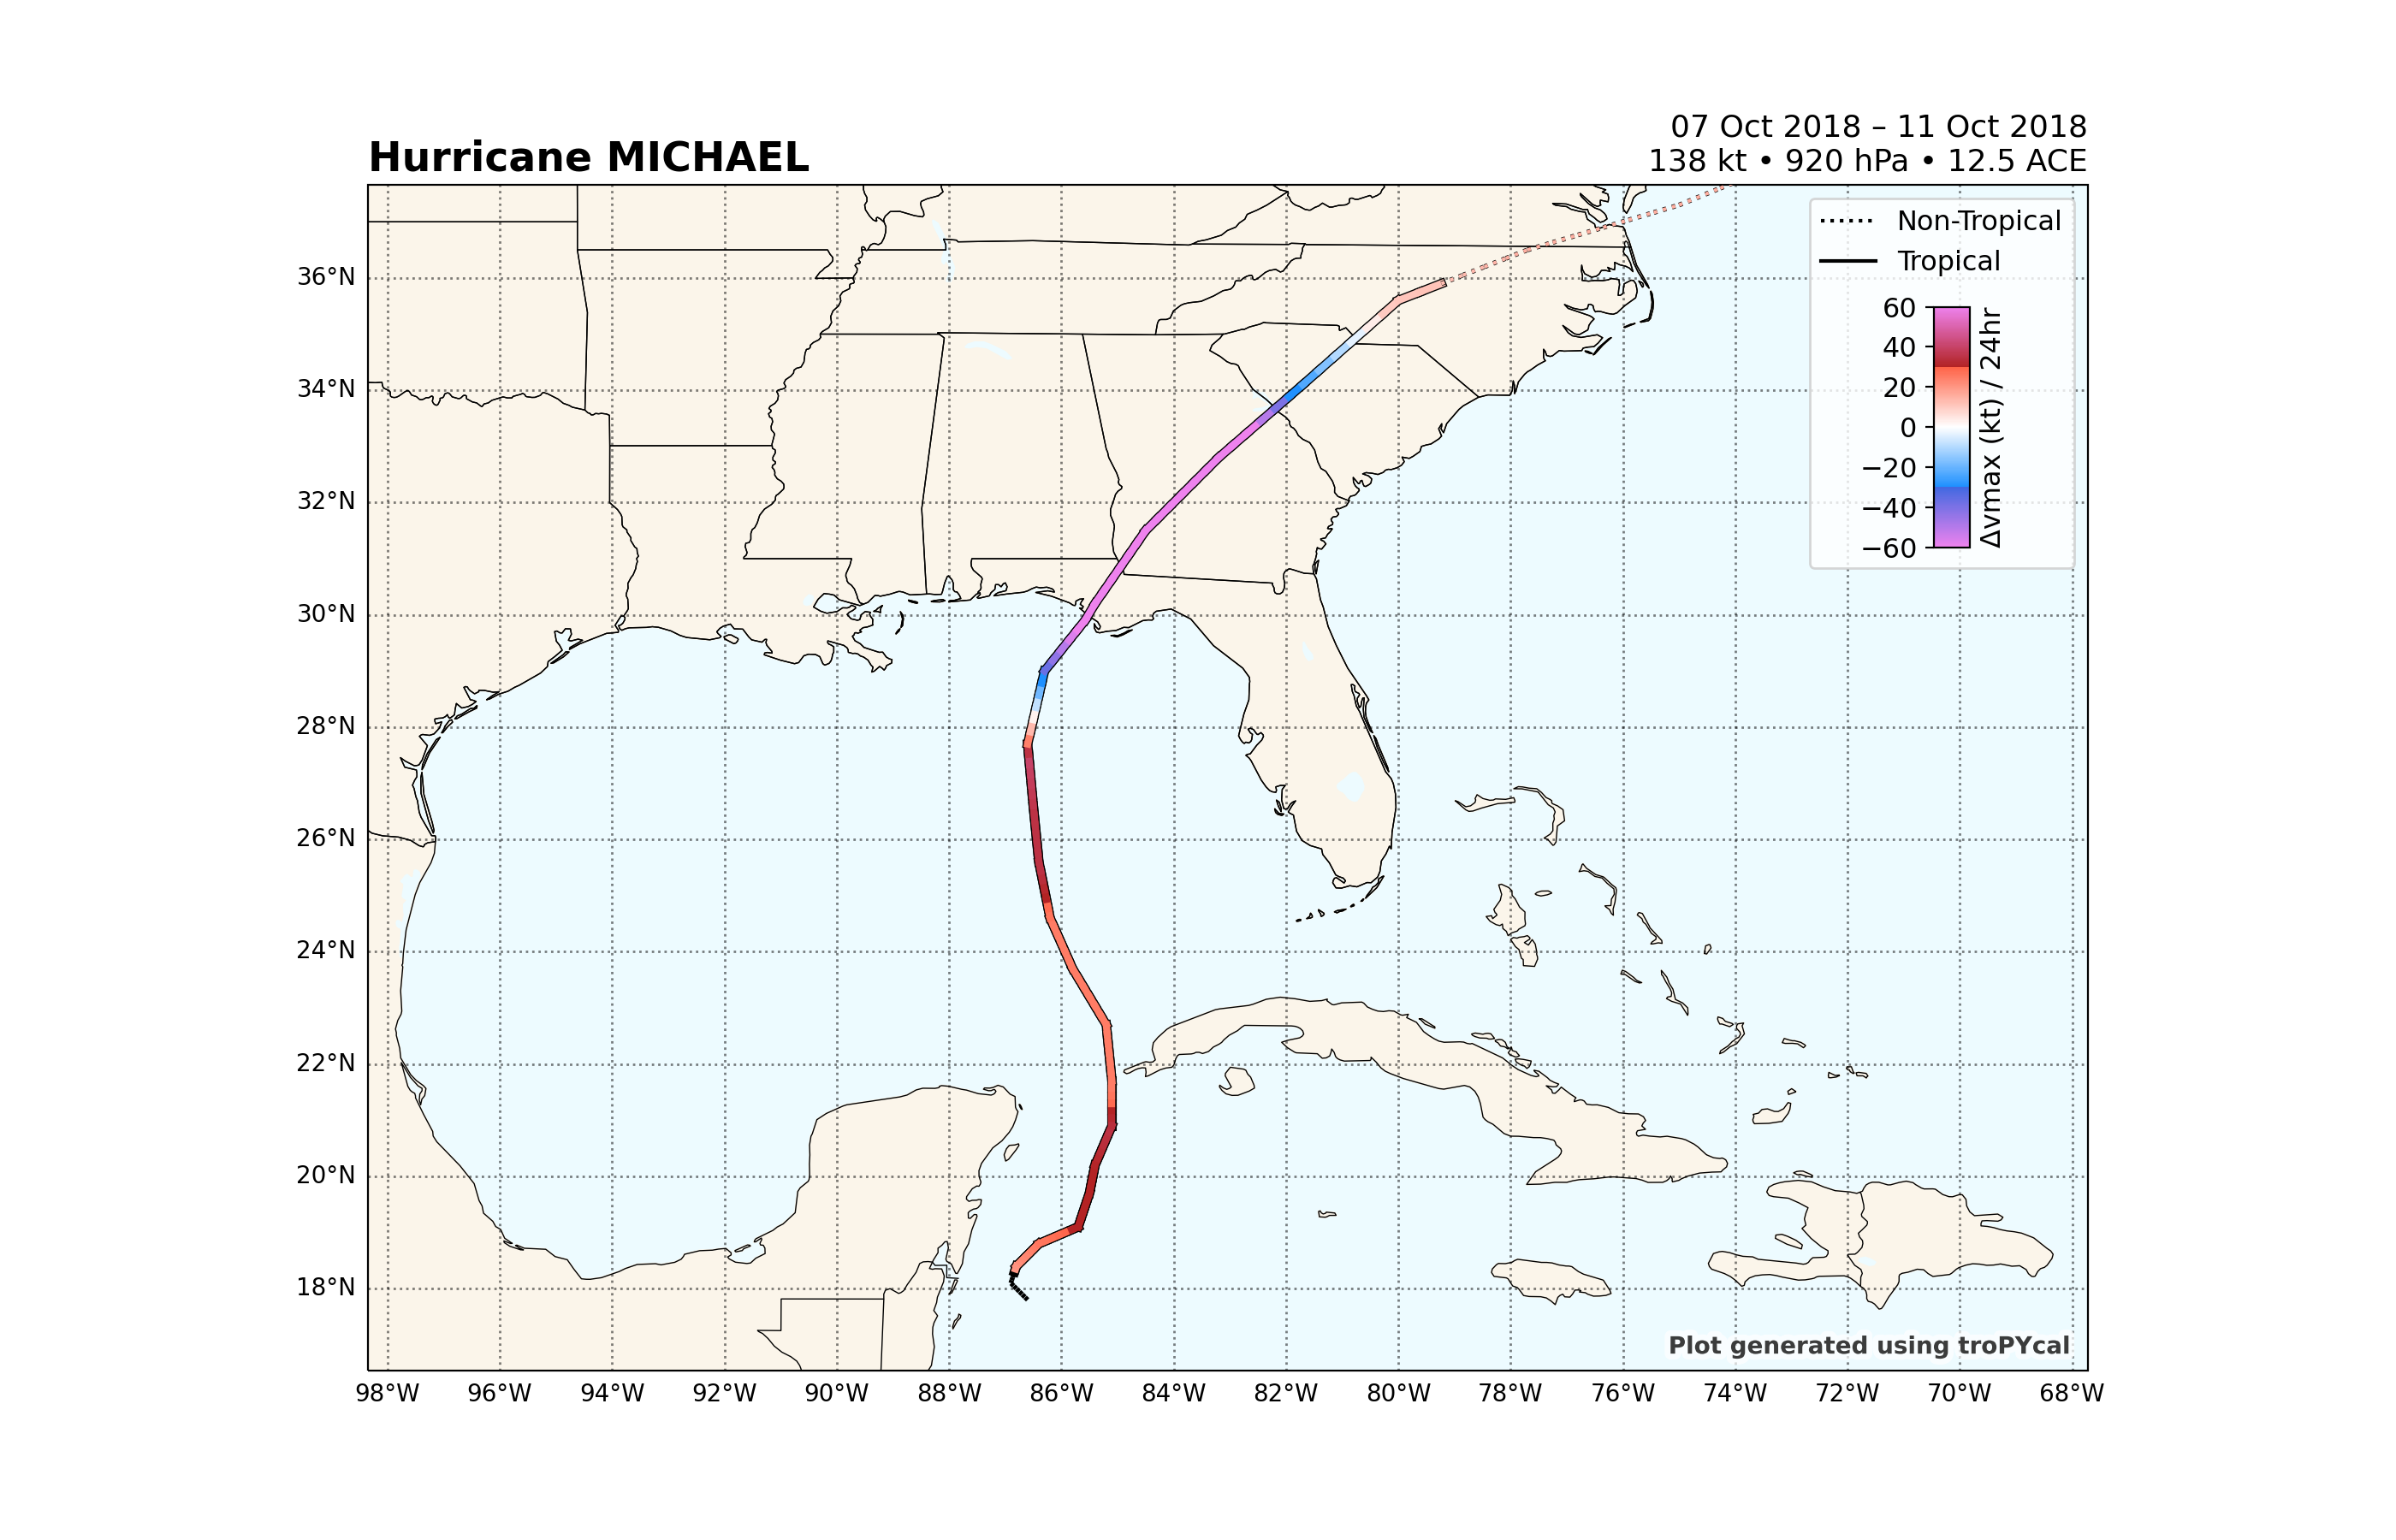 07 Oct 2018 – 11 Oct 2018
Hurricane MICHAEL
138 kt • 920 hPa • 12.5 ACE
Non-Tropical
Tropical
60
40
20
0
−20
−40
−60
Δvmax (kt) / 24hr
36°N
34°N
32°N
30°N
28°N
26°N
24°N
22°N
20°N
18°N
Plot generated using troPYcal
98°W 96°W 94°W 92°W 90°W 88°W 86°W 84°W 82°W 80°W 78°W 76°W 74°W 72°W 70°W 68°W